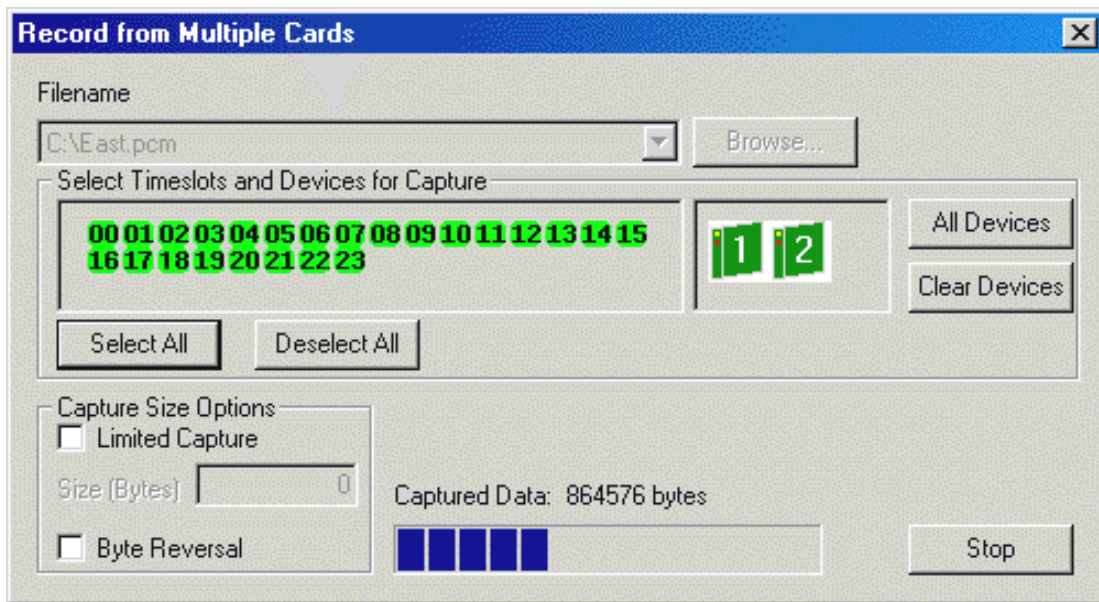 Record from Multiple Cards
Filename
C:\East.pcm
Browse...
Select Timeslots and Devices for Capture
00 01 02 03 04 05 06 07 08 09 10 11 12 13 14 15
16 17 18 19 20 21 22 23
1 2
All Devices
Clear Devices
Select All Deselect All
Capture Size Options
Limited Capture
Size (Bytes) 0
Captured Data: 864576 bytes
Byte Reversal
Stop